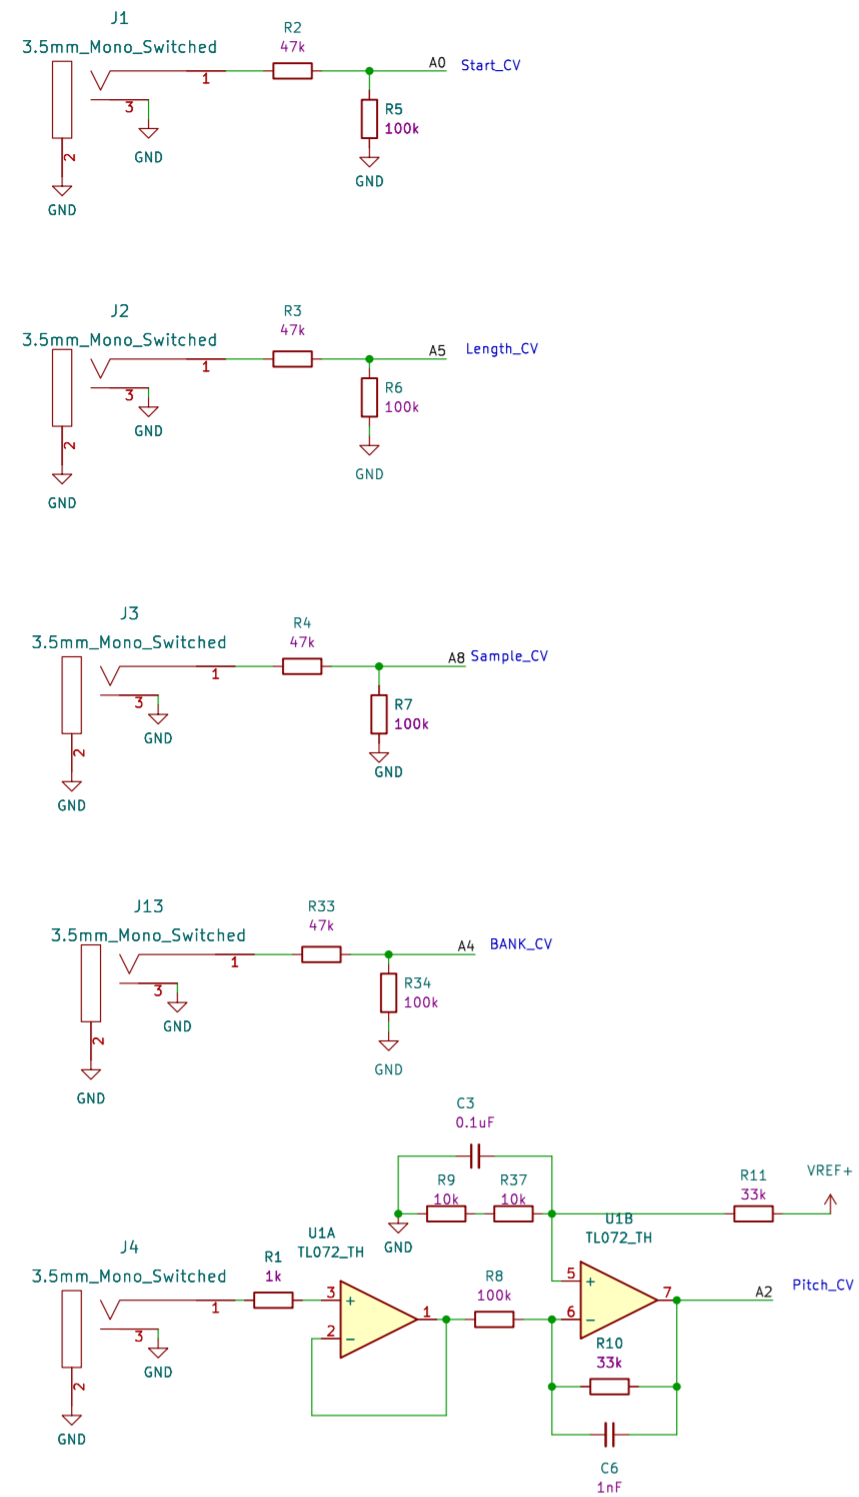 J1
3.5mm_Mono_Switched
R2
47k
1
3
2
GND
GND
A0
Start_CV
R5
100k
GND
J2
3.5mm_Mono_Switched
R3
47k
1
3
2
GND
GND
A5
Length_CV
R6
100k
GND
J3
3.5mm_Mono_Switched
R4
47k
1
3
2
GND
GND
A8
Sample_CV
R7
100k
GND
J13
3.5mm_Mono_Switched
R33
47k
1
3
2
GND
GND
A4
BANK_CV
R34
100k
GND
C3
0.1uF
R9
10k
R37
10k
GND
R11
33k
VREF+
J4
3.5mm_Mono_Switched
1
3
2
GND
GND
R1
1k
U1A
TL072_TH
3
+
2
−
1
R8
100k
U1B
TL072_TH
5
+
6
−
7
A2
Pitch_CV
R10
33k
C6
1nF